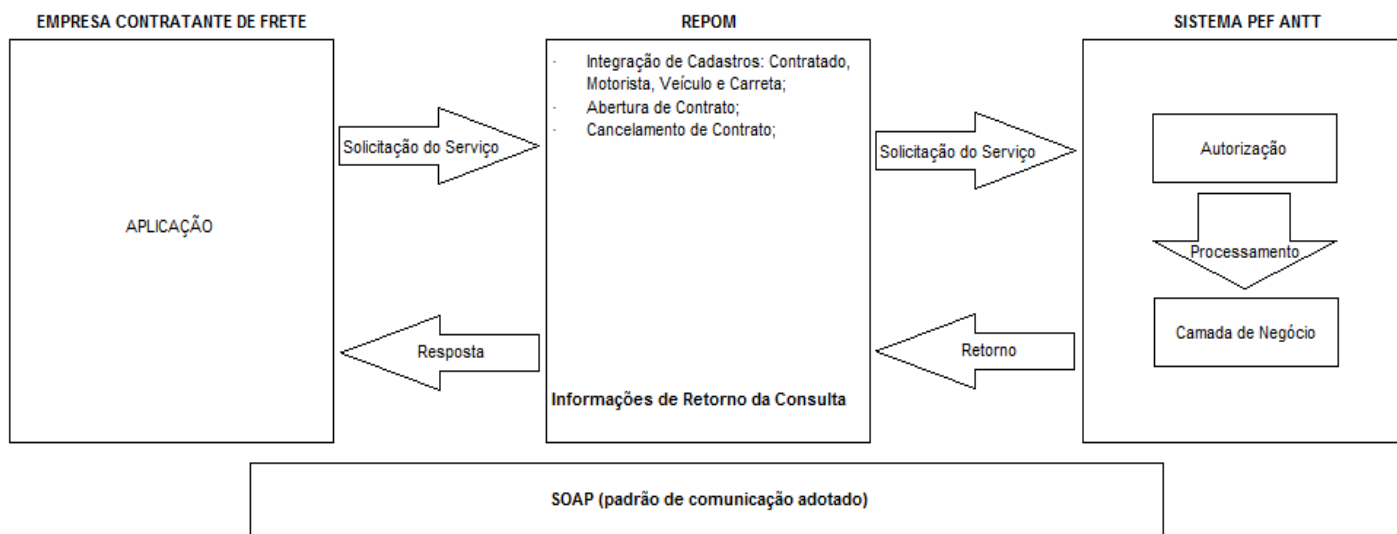 EMPRESA CONTRATANTE DE FRETE
REPOM
SISTEMA PEF ANTT
- Integração de Cadastros: Contratado,
Motorista, Veículo e Carreta;
- Abertura de Contrato;
- Cancelamento de Contrato;
Solicitação do Serviço
Solicitação do Serviço
Autorização
APLICAÇÃO
Processamento
Camada de Negócio
Resposta
Retorno
Informações de Retorno da Consulta
SOAP (padrão de comunicação adotado)